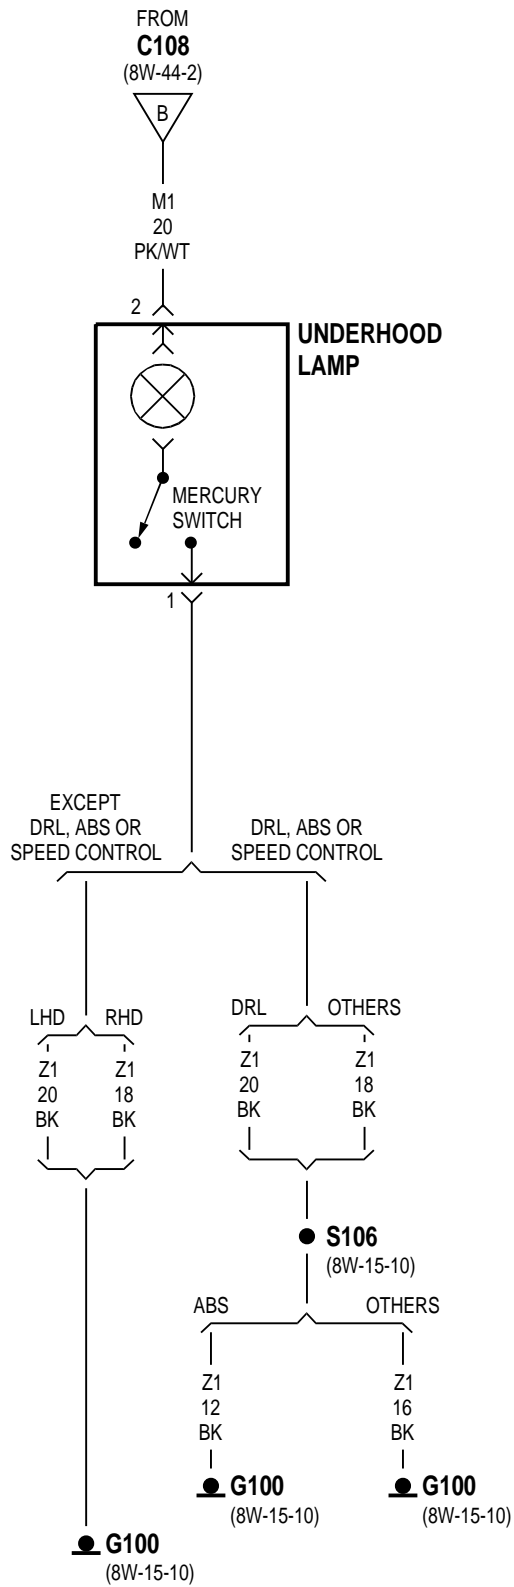 FROM
C108
(8W-44-2)
B
M1
20
PK/WT
2
UNDERHOOD
LAMP
MERCURY
SWITCH
1
EXCEPT
DRL, ABS OR
SPEED CONTROL
DRL, ABS OR
SPEED CONTROL
LHD RHD
DRL OTHERS
Z1
20
BK
Z1
18
BK
Z1
20
BK
Z1
18
BK
S106
(8W-15-10)
ABS OTHERS
Z1
12
BK
Z1
16
BK
G100
(8W-15-10)
G100
(8W-15-10)
G100
(8W-15-10)